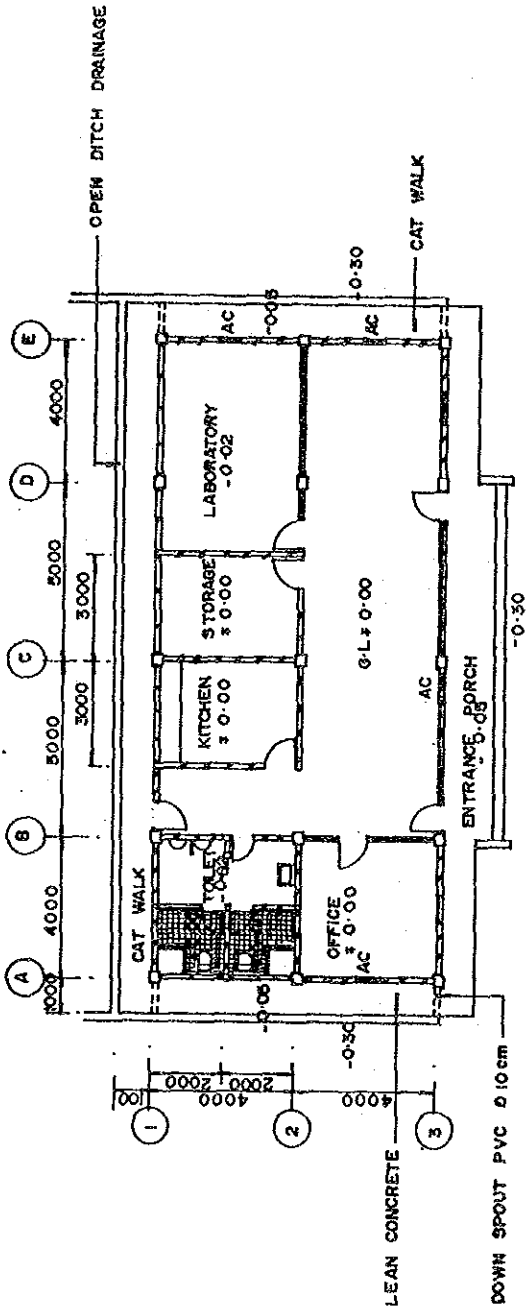 OPEN DITCH DRAINAGE
A
B
C
D
E
1000
4000
5000
5000
4000
3000
3000
CAT WALK
1
2
3
2000
2000
4000
4000
TOILET
KITCHEN
± 0.00
STORAGE
± 0.00
LABORATORY
-0.02
AC
-0.05
AC
-0.30
CAT WALK
OFFICE
± 0.00
AC
G.L ± 0.00
AC
ENTRANCE PORCH
-0.05
-0.30
-0.05
-0.30
LEAN CONCRETE
DOWN SPOUT PVC Ø 10cm